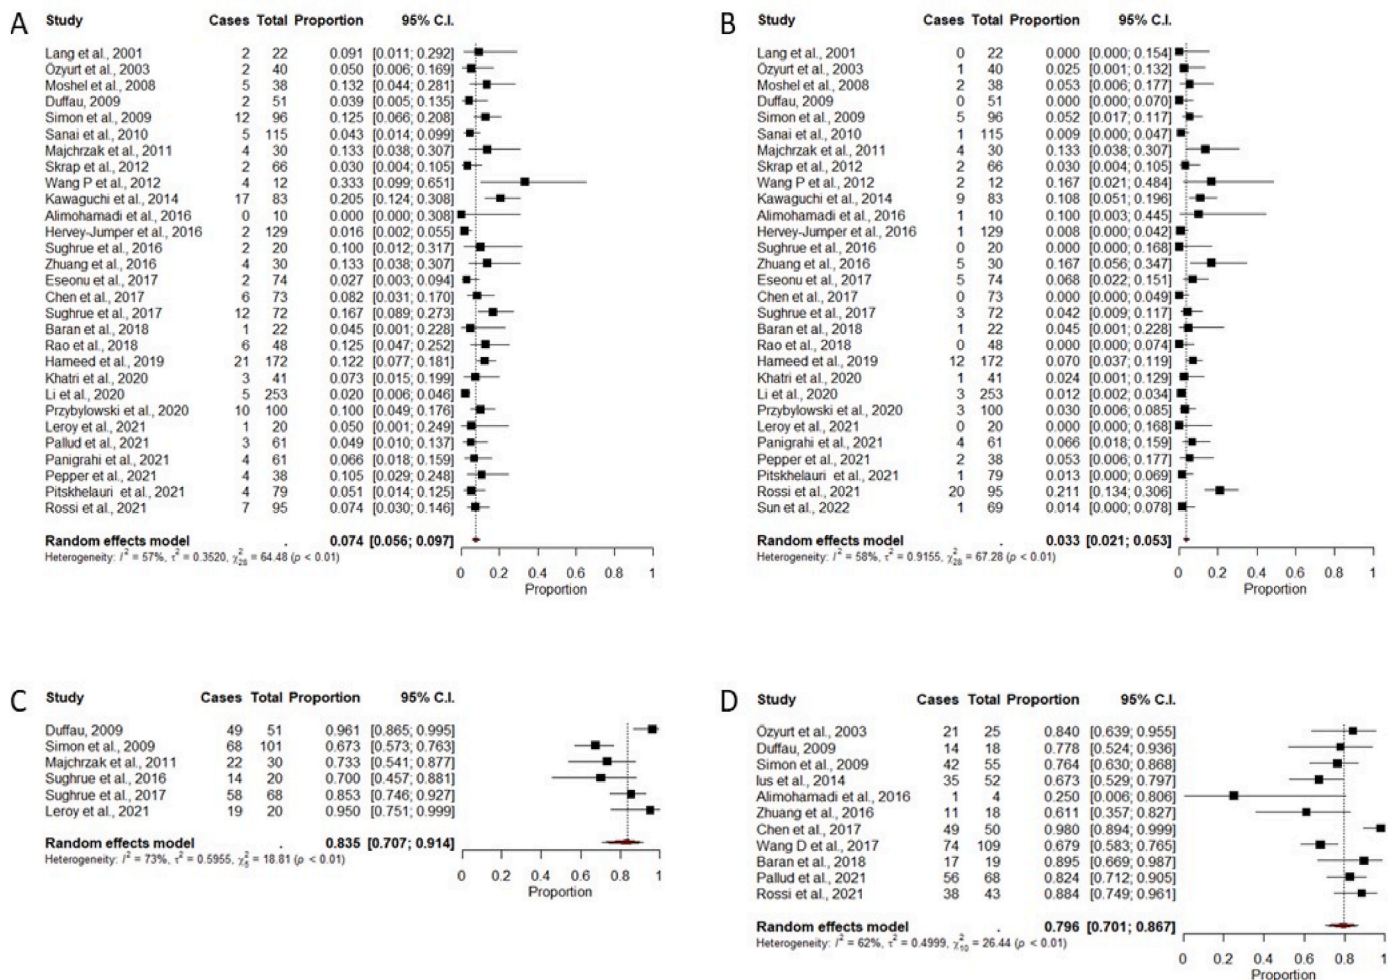 A
Study Cases Total Proportion 95% C.I.
Lang et al., 2001 2 22 0.091 [0.011; 0.292]
Özyurt et al., 2003 2 40 0.050 [0.006; 0.169]
Moshel et al., 2008 5 38 0.132 [0.044; 0.281]
Duffau, 2009 2 51 0.039 [0.005; 0.135]
Simon et al., 2009 12 96 0.125 [0.066; 0.208]
Sanai et al., 2010 5 115 0.043 [0.014; 0.099]
Majchrzak et al., 2011 4 30 0.133 [0.038; 0.307]
Skrap et al., 2012 2 66 0.030 [0.004; 0.105]
Wang P et al., 2012 4 12 0.333 [0.099; 0.651]
Kawaguchi et al., 2014 17 83 0.205 [0.124; 0.308]
Alimohamadi et al., 2016 0 10 0.000 [0.000; 0.308]
Hervey-Jumper et al., 2016 2 129 0.016 [0.002; 0.055]
Sughrue et al., 2016 2 20 0.100 [0.012; 0.317]
Zhuang et al., 2016 4 30 0.133 [0.038; 0.307]
Eseonu et al., 2017 2 74 0.027 [0.003; 0.094]
Chen et al., 2017 6 73 0.082 [0.031; 0.170]
Sughrue et al., 2017 12 72 0.167 [0.089; 0.273]
Baran et al., 2018 1 22 0.045 [0.001; 0.228]
Rao et al., 2018 6 48 0.125 [0.047; 0.252]
Hameed et al., 2019 21 172 0.122 [0.077; 0.181]
Khatri et al., 2020 3 41 0.073 [0.015; 0.199]
Li et al., 2020 5 253 0.020 [0.006; 0.046]
Przybylowski et al., 2020 10 100 0.100 [0.049; 0.176]
Leroy et al., 2021 1 20 0.050 [0.001; 0.249]
Pallud et al., 2021 3 61 0.049 [0.010; 0.137]
Panigrahi et al., 2021 4 61 0.066 [0.018; 0.159]
Pepper et al., 2021 4 38 0.105 [0.029; 0.248]
Pitskhelauri et al., 2021 4 79 0.051 [0.014; 0.125]
Rossi et al., 2021 7 95 0.074 [0.030; 0.146]
Random effects model . 0.074 [0.056; 0.097]
Heterogeneity: I² = 57%, τ² = 0.3520, χ²₂₈ = 64.48 (p < 0.01)
0 0.2 0.4 0.6 0.8 1
Proportion
B
Study Cases Total Proportion 95% C.I.
Lang et al., 2001 0 22 0.000 [0.000; 0.154]
Özyurt et al., 2003 1 40 0.025 [0.001; 0.132]
Moshel et al., 2008 2 38 0.053 [0.006; 0.177]
Duffau, 2009 0 51 0.000 [0.000; 0.070]
Simon et al., 2009 5 96 0.052 [0.017; 0.117]
Sanai et al., 2010 1 115 0.009 [0.000; 0.047]
Majchrzak et al., 2011 4 30 0.133 [0.038; 0.307]
Skrap et al., 2012 2 66 0.030 [0.004; 0.105]
Wang P et al., 2012 2 12 0.167 [0.021; 0.484]
Kawaguchi et al., 2014 9 83 0.108 [0.051; 0.196]
Alimohamadi et al., 2016 1 10 0.100 [0.003; 0.445]
Hervey-Jumper et al., 2016 1 129 0.008 [0.000; 0.042]
Sughrue et al., 2016 0 20 0.000 [0.000; 0.168]
Zhuang et al., 2016 5 30 0.167 [0.056; 0.347]
Eseonu et al., 2017 5 74 0.068 [0.022; 0.151]
Chen et al., 2017 0 73 0.000 [0.000; 0.049]
Sughrue et al., 2017 3 72 0.042 [0.009; 0.117]
Baran et al., 2018 1 22 0.045 [0.001; 0.228]
Rao et al., 2018 0 48 0.000 [0.000; 0.074]
Hameed et al., 2019 12 172 0.070 [0.037; 0.119]
Khatri et al., 2020 1 41 0.024 [0.001; 0.129]
Li et al., 2020 3 253 0.012 [0.002; 0.034]
Przybylowski et al., 2020 3 100 0.030 [0.006; 0.085]
Leroy et al., 2021 0 20 0.000 [0.000; 0.168]
Panigrahi et al., 2021 4 61 0.066 [0.018; 0.159]
Pepper et al., 2021 2 38 0.053 [0.006; 0.177]
Pitskhelauri et al., 2021 1 79 0.013 [0.000; 0.069]
Rossi et al., 2021 20 95 0.211 [0.134; 0.306]
Sun et al., 2022 1 69 0.014 [0.000; 0.078]
Random effects model . 0.033 [0.021; 0.053]
Heterogeneity: I² = 58%, τ² = 0.9155, χ²₂₈ = 67.28 (p < 0.01)
0 0.2 0.4 0.6 0.8 1
Proportion
C
Study Cases Total Proportion 95% C.I.
Duffau, 2009 49 51 0.961 [0.865; 0.995]
Simon et al., 2009 68 101 0.673 [0.573; 0.763]
Majchrzak et al., 2011 22 30 0.733 [0.541; 0.877]
Sughrue et al., 2016 14 20 0.700 [0.457; 0.881]
Sughrue et al., 2017 58 68 0.853 [0.746; 0.927]
Leroy et al., 2021 19 20 0.950 [0.751; 0.999]
Random effects model . 0.835 [0.707; 0.914]
Heterogeneity: I² = 73%, τ² = 0.5955, χ²₅ = 18.81 (p < 0.01)
0 0.2 0.4 0.6 0.8 1
Proportion
D
Study Cases Total Proportion 95% C.I.
Özyurt et al., 2003 21 25 0.840 [0.639; 0.955]
Duffau, 2009 14 18 0.778 [0.524; 0.936]
Simon et al., 2009 42 55 0.764 [0.630; 0.868]
Ius et al., 2014 35 52 0.673 [0.529; 0.797]
Alimohamadi et al., 2016 1 4 0.250 [0.006; 0.806]
Zhuang et al., 2016 11 18 0.611 [0.357; 0.827]
Chen et al., 2017 49 50 0.980 [0.894; 0.999]
Wang D et al., 2017 74 109 0.679 [0.583; 0.765]
Baran et al., 2018 17 19 0.895 [0.669; 0.987]
Pallud et al., 2021 56 68 0.824 [0.712; 0.905]
Rossi et al., 2021 38 43 0.884 [0.749; 0.961]
Random effects model . 0.796 [0.701; 0.867]
Heterogeneity: I² = 62%, τ² = 0.4999, χ²₁₀ = 26.44 (p < 0.01)
0 0.2 0.4 0.6 0.8 1
Proportion